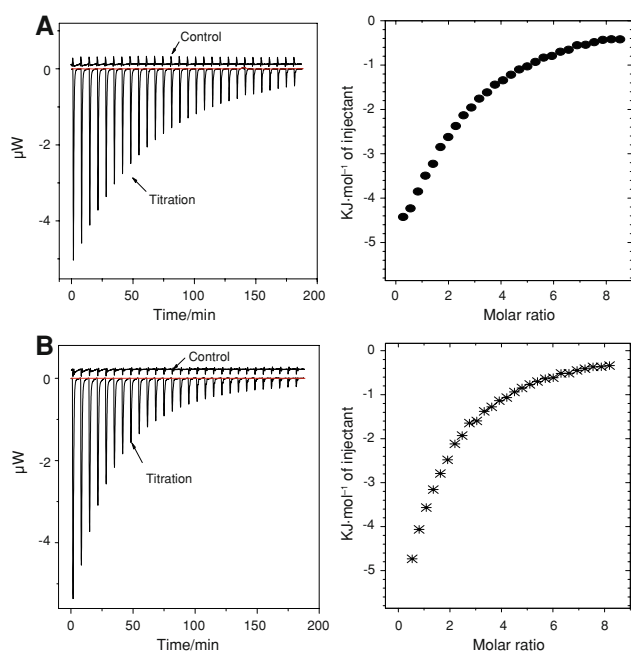 A
Control
0
-2
-4
µW
Titration
0 50 100 150 200
Time/min
0
-1
-2
-3
-4
-5
KJ·mol⁻¹ of injectant
0 2 4 6 8
Molar ratio
B
Control
0
-2
-4
µW
Titration
0 50 100 150 200
Time/min
0
-1
-2
-3
-4
-5
KJ·mol⁻¹ of injectant
0 2 4 6 8
Molar ratio